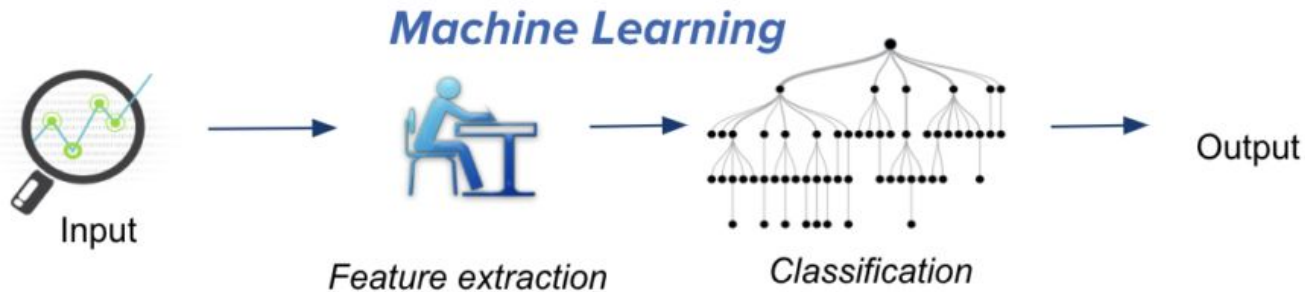 Machine Learning
Input
Feature extraction
Classification
Output